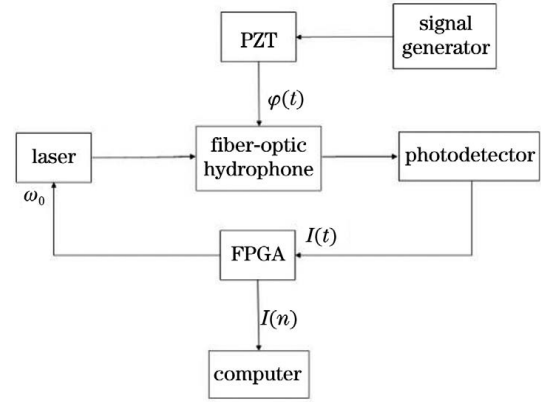 signal
generator
PZT
φ(t)
laser
fiber-optic
hydrophone
photodetector
ω₀
I(t)
FPGA
I(n)
computer